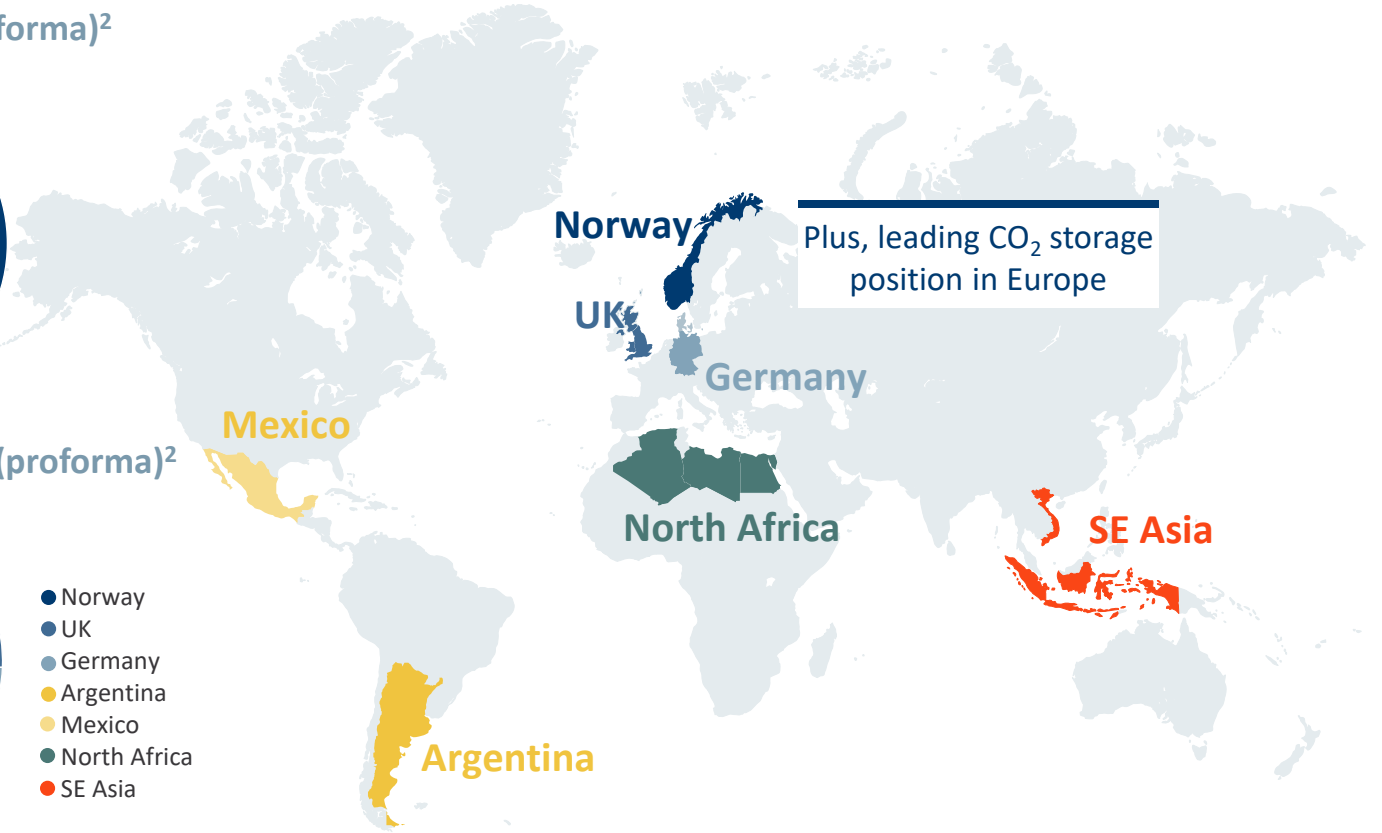 forma)²
Norway
Plus, leading CO₂ storage
position in Europe
UK
Germany
Mexico
(proforma)²
North Africa
SE Asia
Norway
UK
Germany
Argentina
Mexico
North Africa
SE Asia
Argentina